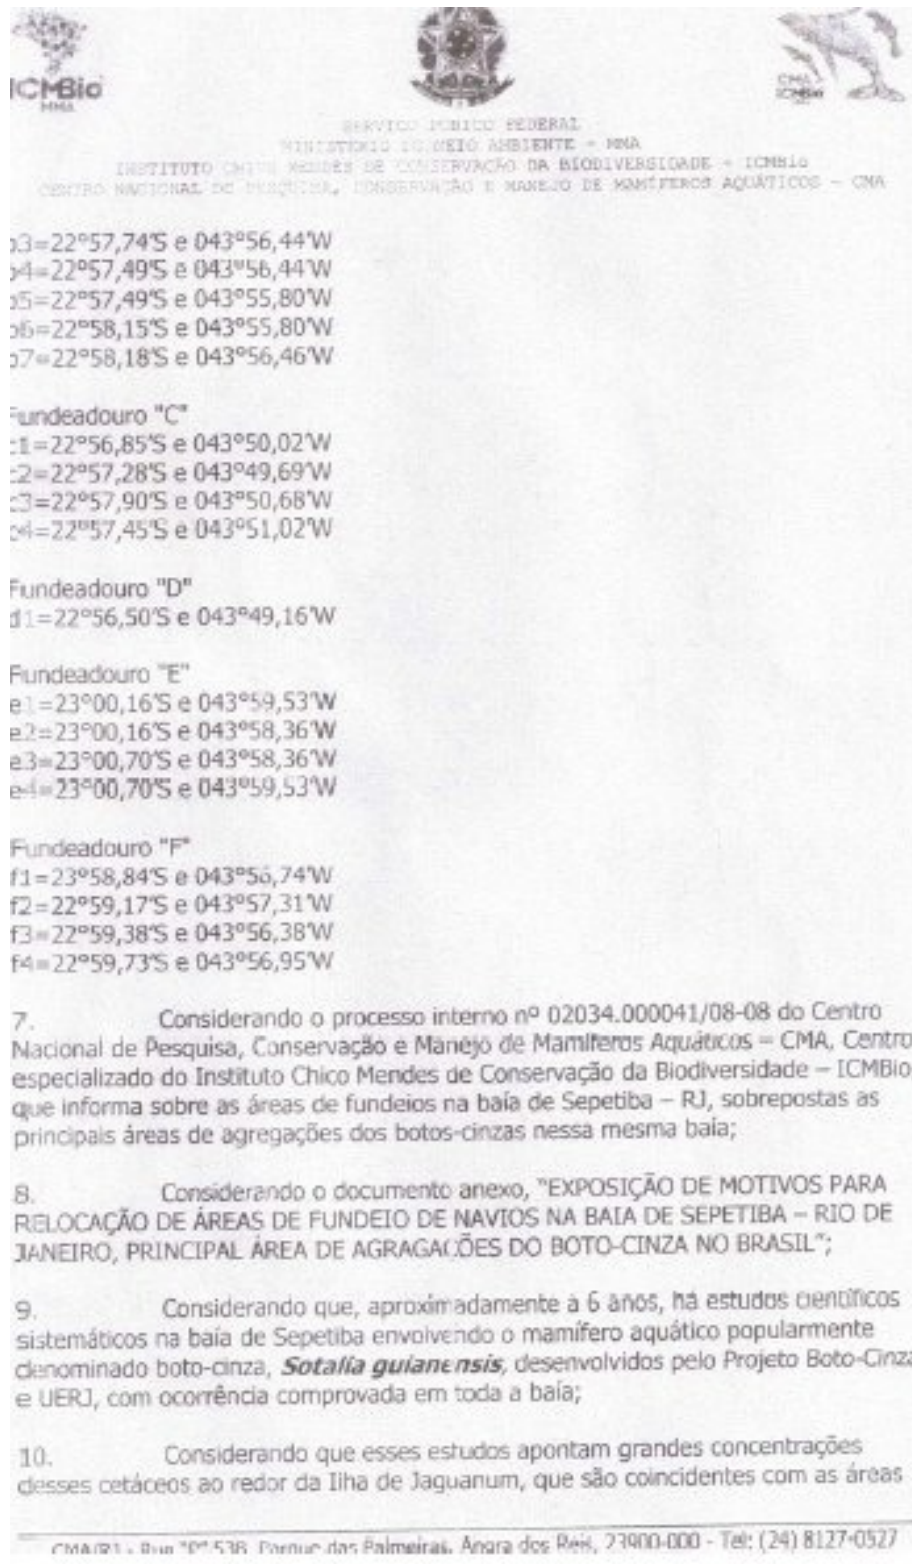 ICMBio
MMA
CMA
ICMBio
SERVIÇO PÚBICO FEDERAL
MINISTÉRIO DO MEIO AMBIENTE - MMA
INSTITUTO CHICO MENDES DE CONSERVAÇÃO DA BIODIVERSIDADE - ICMBio
CENTRO NACIONAL DE PESQUISA, CONSERVAÇÃO E MANEJO DE MAMÍFEROS AQUÁTICOS - CMA
b3=22°57,74'S e 043°56,44'W
b4=22°57,49'S e 043°56,44'W
b5=22°57,49'S e 043°55,80'W
b6=22°58,15'S e 043°55,80'W
b7=22°58,18'S e 043°56,46'W
Fundeadouro "C"
c1=22°56,85'S e 043°50,02'W
c2=22°57,28'S e 043°49,69'W
c3=22°57,90'S e 043°50,68'W
c4=22°57,45'S e 043°51,02'W
Fundeadouro "D"
d1=22°56,50'S e 043°49,16'W
Fundeadouro "E"
e1=23°00,16'S e 043°59,53'W
e2=23°00,16'S e 043°58,36'W
e3=23°00,70'S e 043°58,36'W
e4=23°00,70'S e 043°59,53'W
Fundeadouro "F"
f1=23°58,84'S e 043°56,74'W
f2=22°59,17'S e 043°57,31'W
f3=22°59,38'S e 043°56,38'W
f4=22°59,73'S e 043°56,95'W
7. Considerando o processo interno nº 02034.000041/08-08 do Centro
Nacional de Pesquisa, Conservação e Manejo de Mamíferos Aquáticos – CMA, Centro
especializado do Instituto Chico Mendes de Conservação da Biodiversidade – ICMBio
que informa sobre as áreas de fundeios na baía de Sepetiba – RJ, sobrepostas as
principais áreas de agregações dos botos-cinzas nessa mesma baía;
8. Considerando o documento anexo, "EXPOSIÇÃO DE MOTIVOS PARA
RELOCAÇÃO DE ÁREAS DE FUNDEIO DE NAVIOS NA BAIA DE SEPETIBA – RIO DE
JANEIRO, PRINCIPAL ÁREA DE AGRAGAÇÕES DO BOTO-CINZA NO BRASIL";
9. Considerando que, aproximadamente a 6 anos, há estudos científicos
sistemáticos na baía de Sepetiba envolvendo o mamífero aquático popularmente
denominado boto-cinza, Sotalia guianensis, desenvolvidos pelo Projeto Boto-Cinza
e UERJ, com ocorrência comprovada em toda a baía;
10. Considerando que esses estudos apontam grandes concentrações
desses cetáceos ao redor da Ilha de Jaguanum, que são coincidentes com as áreas
CMA/RJ - Rua "P" 538, Parque das Palmeiras, Angra dos Reis, 23900-000 - Tel: (24) 8127-0527